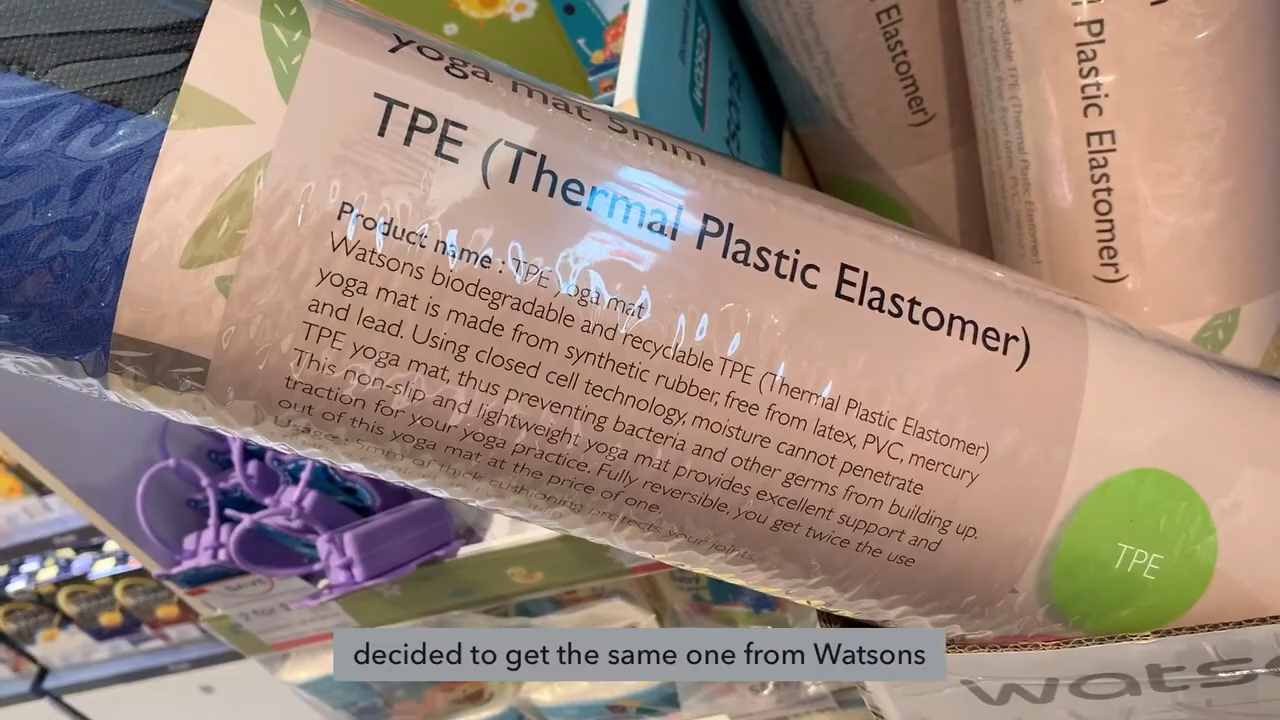 yoga mat 5mm
TPE (Thermal Plastic Elastomer)
Product name : TPE yoga mat
Watsons biodegradable and recyclable TPE (Thermal Plastic Elastomer)
yoga mat is made from synthetic rubber, free from latex, PVC, mercury
and lead. Using closed cell technology, moisture cannot penetrate
TPE yoga mat, thus preventing bacteria and other germs from building up.
This non-slip and lightweight yoga mat provides excellent support and
traction for your yoga practice. Fully reversible, you get twice the use
out of this yoga mat at the price of one.
Usage : 5mm of thick cushioning protects your joints.
TPE
Elastomer)
Plastic Elastomer)
decided to get the same one from Watsons